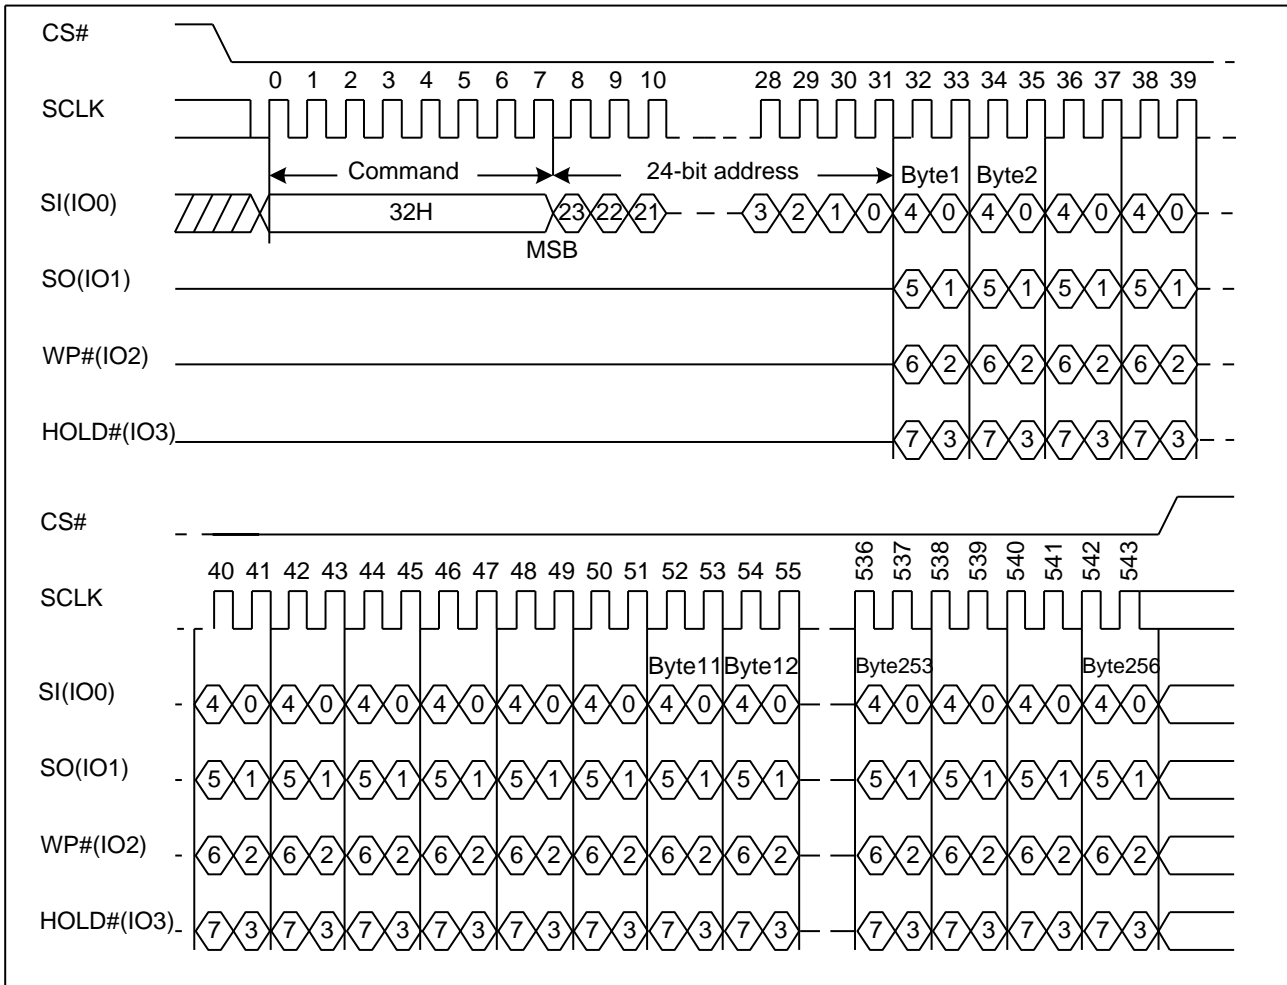 CS#
0 1 2 3 4 5 6 7 8 9 10 28 29 30 31 32 33 34 35 36 37 38 39
SCLK
Command 24-bit address Byte1 Byte2
SI(IO0) 32H 23 22 21 3 2 1 0 4 0 4 0 4 0 4 0
MSB
SO(IO1) 5 1 5 1 5 1 5 1
WP#(IO2) 6 2 6 2 6 2 6 2
HOLD#(IO3) 7 3 7 3 7 3 7 3
CS#
40 41 42 43 44 45 46 47 48 49 50 51 52 53 54 55 536 537 538 539 540 541 542 543
SCLK
Byte11 Byte12 Byte253 Byte256
SI(IO0) 4 0 4 0 4 0 4 0 4 0 4 0 4 0 4 0 4 0 4 0 4 0 4 0
SO(IO1) 5 1 5 1 5 1 5 1 5 1 5 1 5 1 5 1 5 1 5 1 5 1 5 1
WP#(IO2) 6 2 6 2 6 2 6 2 6 2 6 2 6 2 6 2 6 2 6 2 6 2 6 2
HOLD#(IO3) 7 3 7 3 7 3 7 3 7 3 7 3 7 3 7 3 7 3 7 3 7 3 7 3